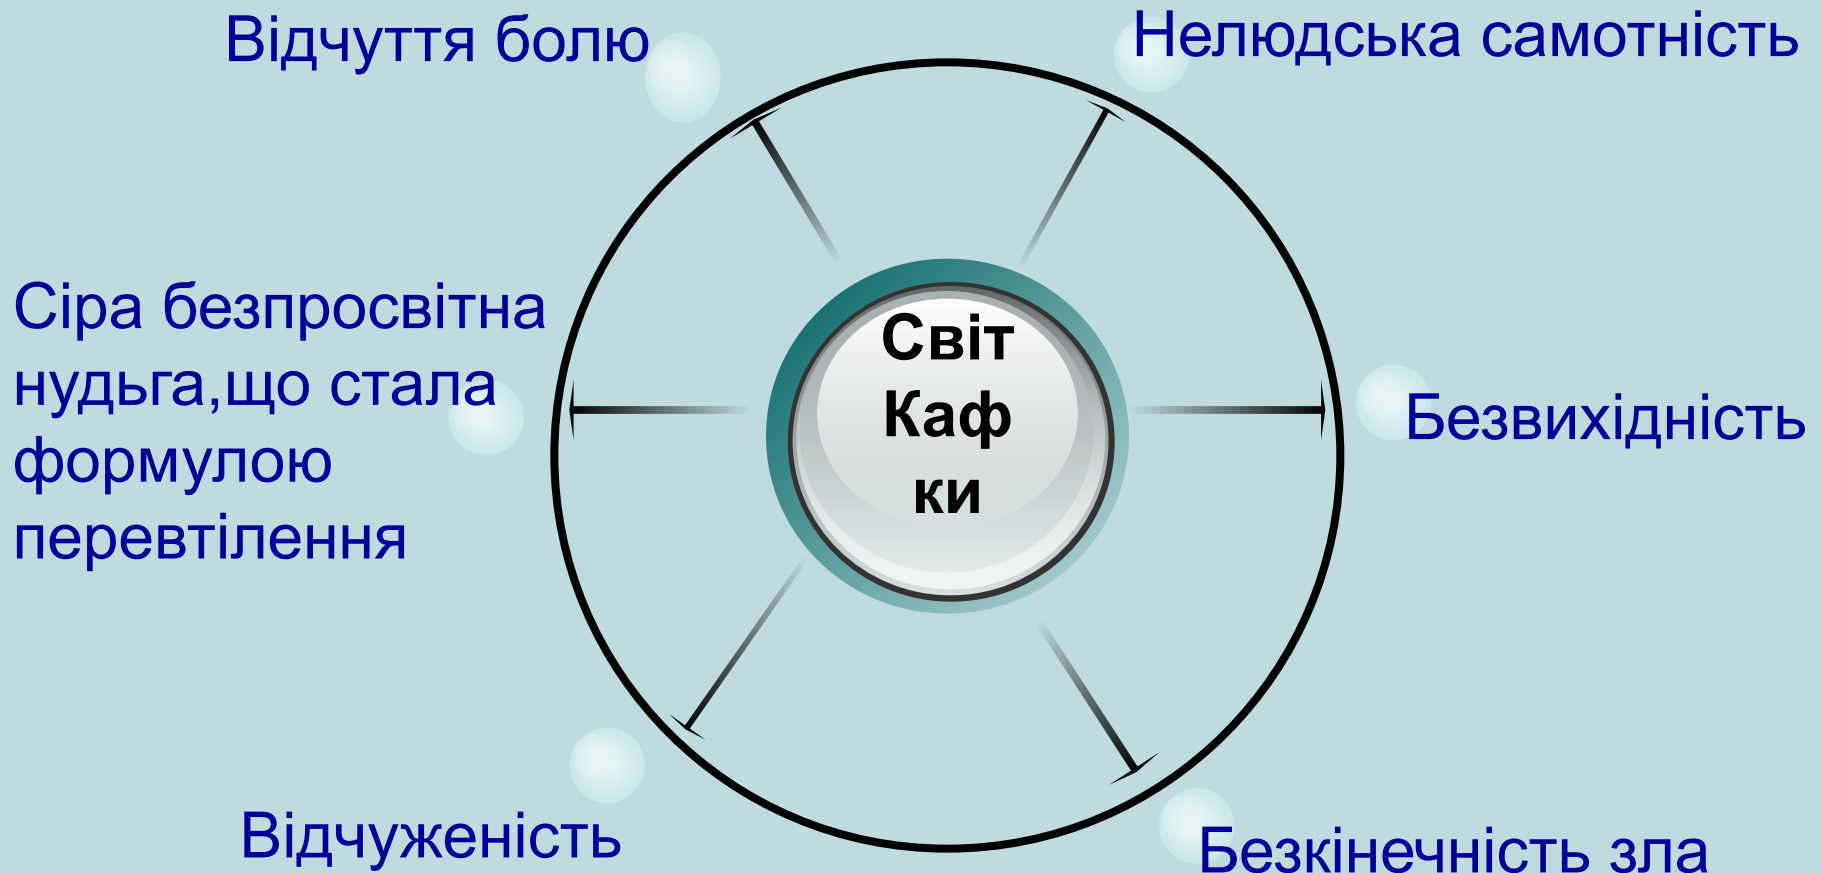 Відчуття болю
Нелюдська самотність
Сіра безпросвітна
нудьга,що стала
формулою
перевтілення
Світ
Каф
ки
Безвихідність
Відчуженість
Безкінечність зла